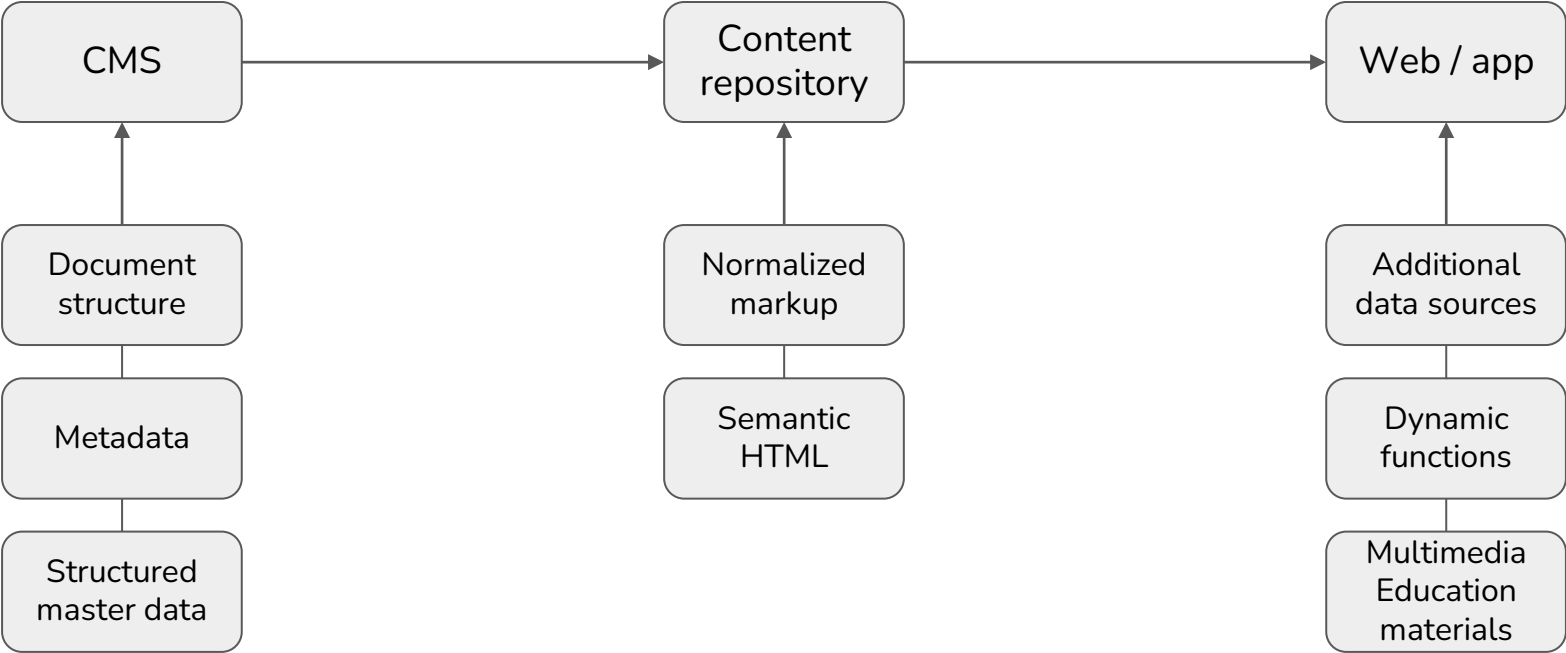 CMS
Content
repository
Web / app
Document
structure
Normalized
markup
Additional
data sources
Metadata
Semantic
HTML
Dynamic
functions
Structured
master data
Multimedia
Education
materials